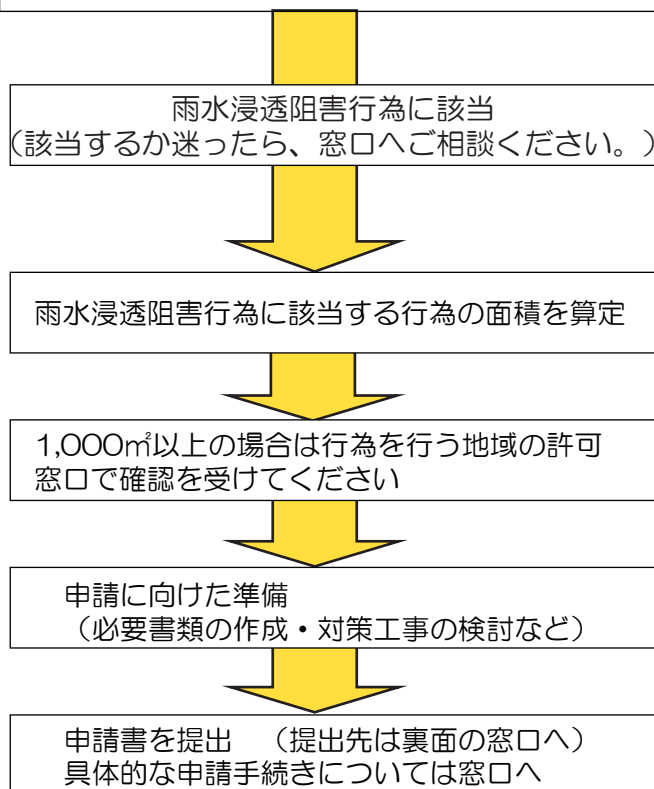 雨水浸透阻害行為に該当
(該当するか迷ったら、窓口へご相談ください。)
雨水浸透阻害行為に該当する行為の面積を算定
1,000㎡以上の場合は行為を行う地域の許可
窓口で確認を受けてください
申請に向けた準備
（必要書類の作成・対策工事の検討など）
申請書を提出　（提出先は裏面の窓口へ）
具体的な申請手続きについては窓口へ